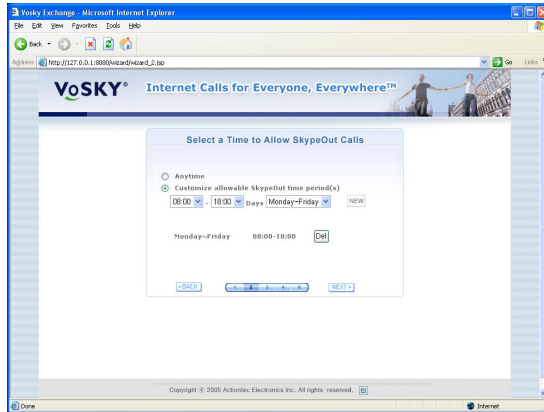 Vosky Exchange - Microsoft Internet Explorer
File Edit View Favorites Tools Help
Back
Address http://127.0.0.1:8080/wizard/wizard_2.jsp Go Links
VoSKY® Internet Calls for Everyone, Everywhere™
Select a Time to Allow SkypeOut Calls
Anytime
Customize allowable SkypeOut time period(s)
08:00 - 18:00 Days Monday~Friday NEW
Monday~Friday 08:00-18:00 Del
BACK 1 2 3 4 5 NEXT
Copyright © 2005 Actiontec Electronics Inc, All rights reserved.
Done Internet